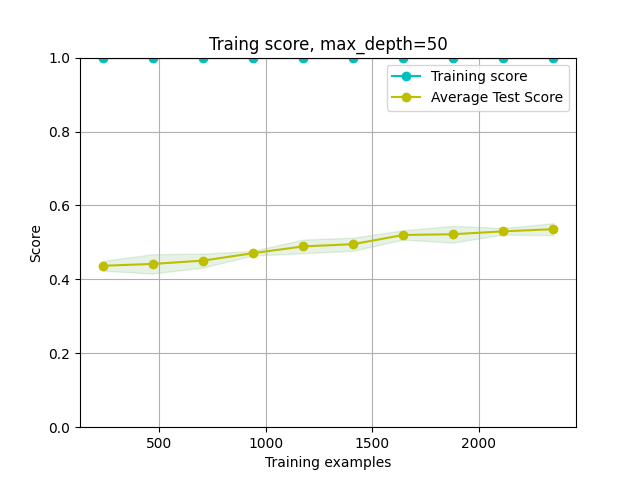 Traing score, max_depth=50
1.0
0.8
0.6
0.4
0.2
0.0
Score
Training score
Average Test Score
500
1000
1500
2000
Training examples